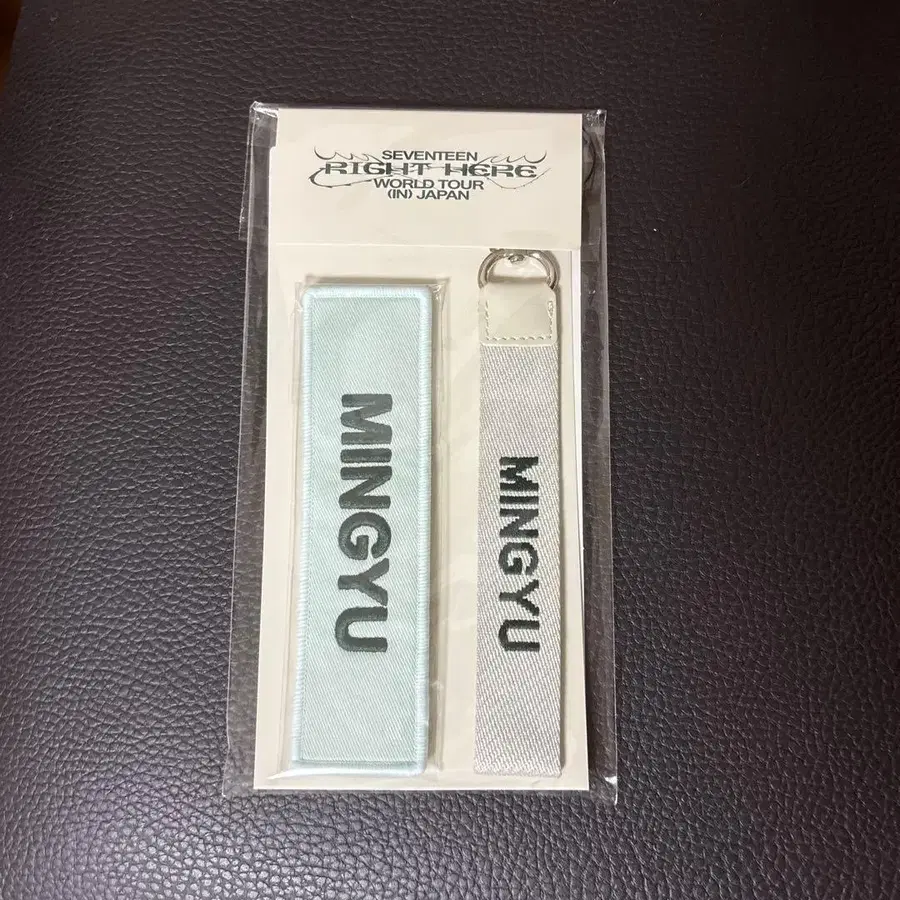 SEVENTEEN
RIGHT HERE
WORLD TOUR
(IN) JAPAN
MINGYU
MINGYU